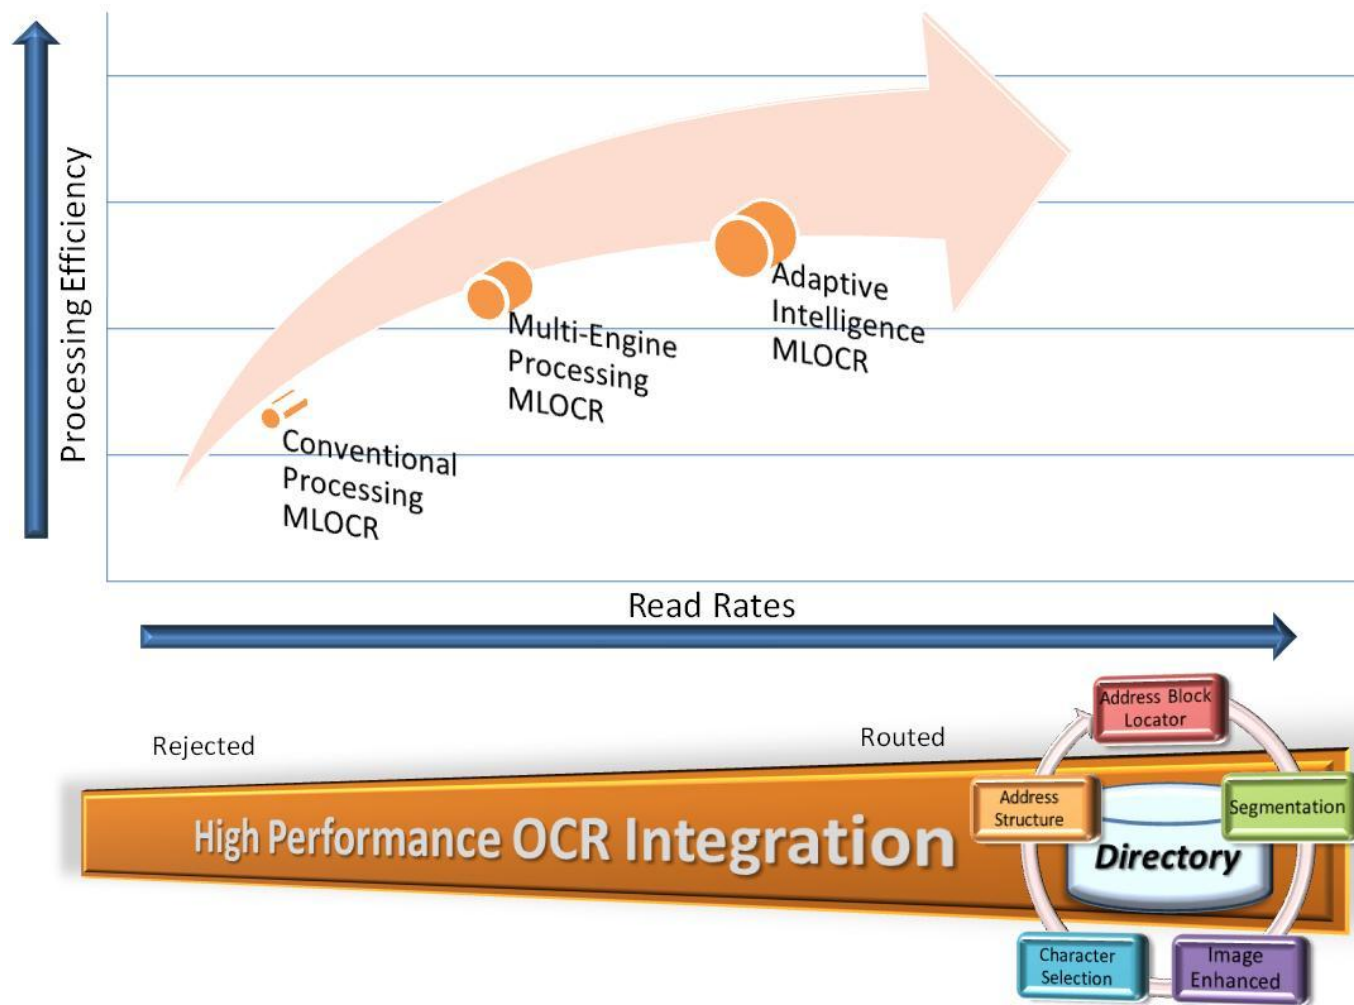 Processing Efficiency
Adaptive
Intelligence
MLOCR
Multi-Engine
Processing
MLOCR
Conventional
Processing
MLOCR
Read Rates
Rejected
Routed
High Performance OCR Integration
Address Block
Locator
Address
Structure
Segmentation
Directory
Character
Selection
Image
Enhanced